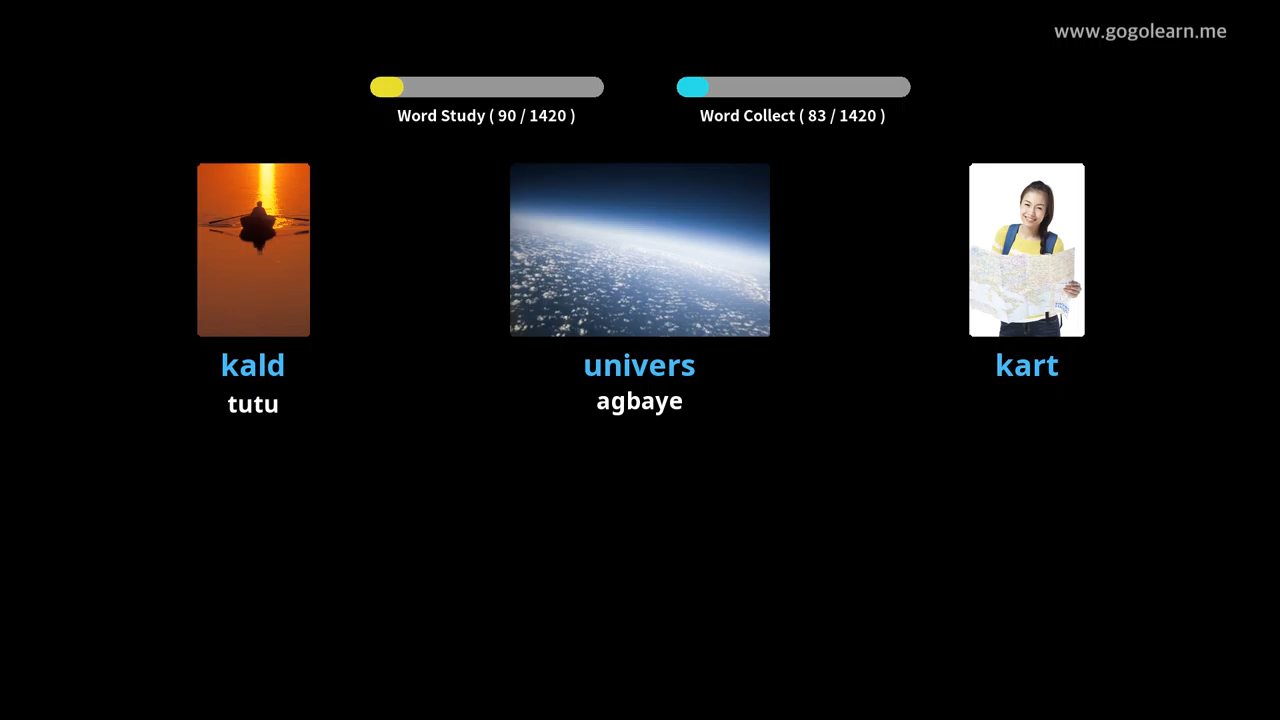 www.gogolearn.me
Word Study ( 90 / 1420 )
Word Collect ( 83 / 1420 )
kald
univers
kart
tutu
agbaye